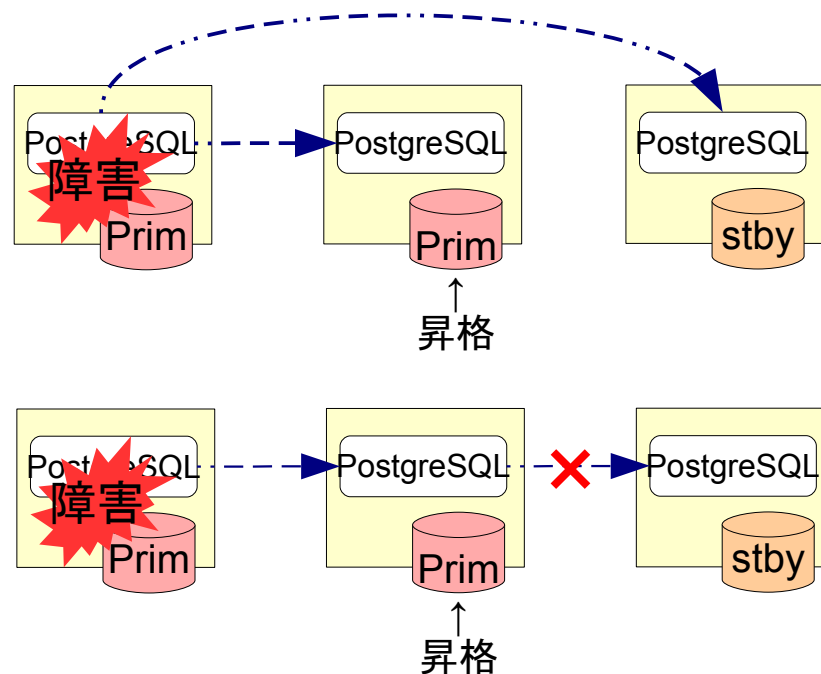 PostgreSQL
PostgreSQL
PostgreSQL
障害
Prim
Prim
stby
↑
昇格
PostgreSQL
PostgreSQL
PostgreSQL
障害
Prim
Prim
stby
↑
昇格